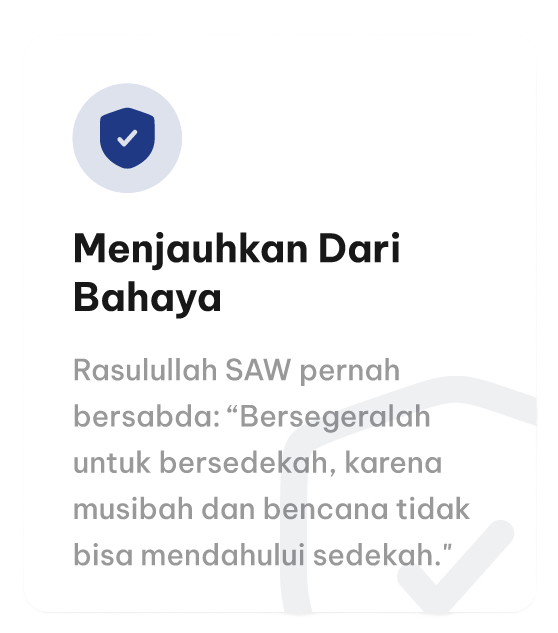 Menjauhkan Dari
Bahaya
Rasulullah SAW pernah
bersabda: “Bersegeralah
untuk bersedekah, karena
musibah dan bencana tidak
bisa mendahului sedekah."